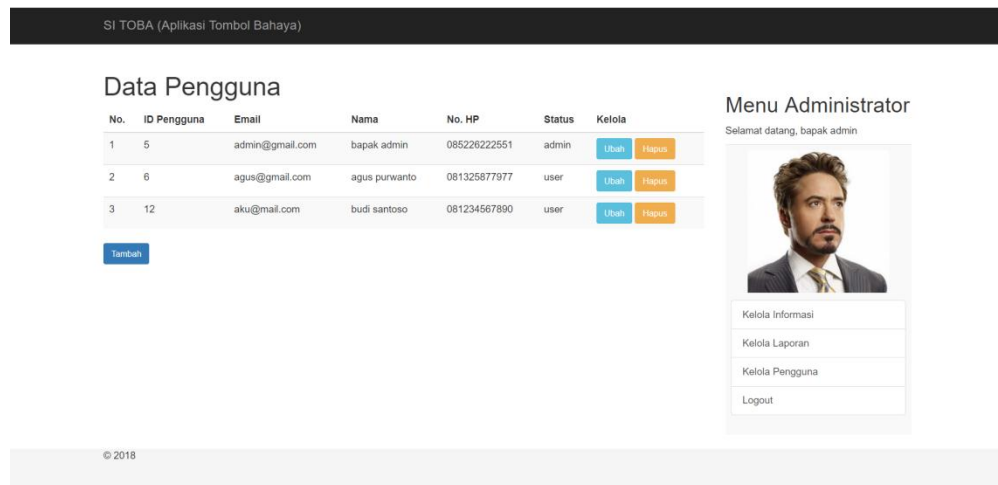 SI TOBA (Aplikasi Tombol Bahaya)
Data Pengguna
No. ID Pengguna Email Nama No. HP Status Kelola
1 5 admin@gmail.com bapak admin 085226222551 admin Ubah Hapus
2 6 agus@gmail.com agus purwanto 081325877977 user Ubah Hapus
3 12 aku@mail.com budi santoso 081234567890 user Ubah Hapus
Tambah
Menu Administrator
Selamat datang, bapak admin
Kelola Informasi
Kelola Laporan
Kelola Pengguna
Logout
© 2018